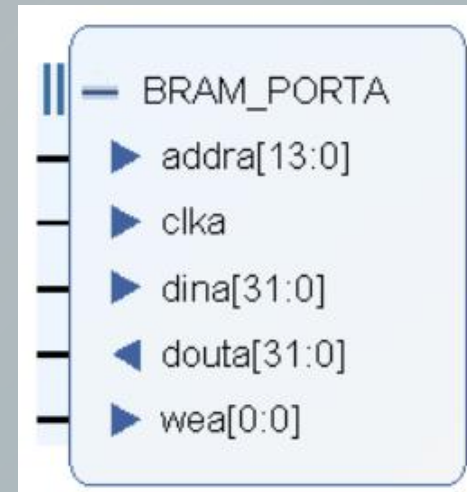 BRAM_PORTA
addra[13:0]
clka
dina[31:0]
douta[31:0]
wea[0:0]